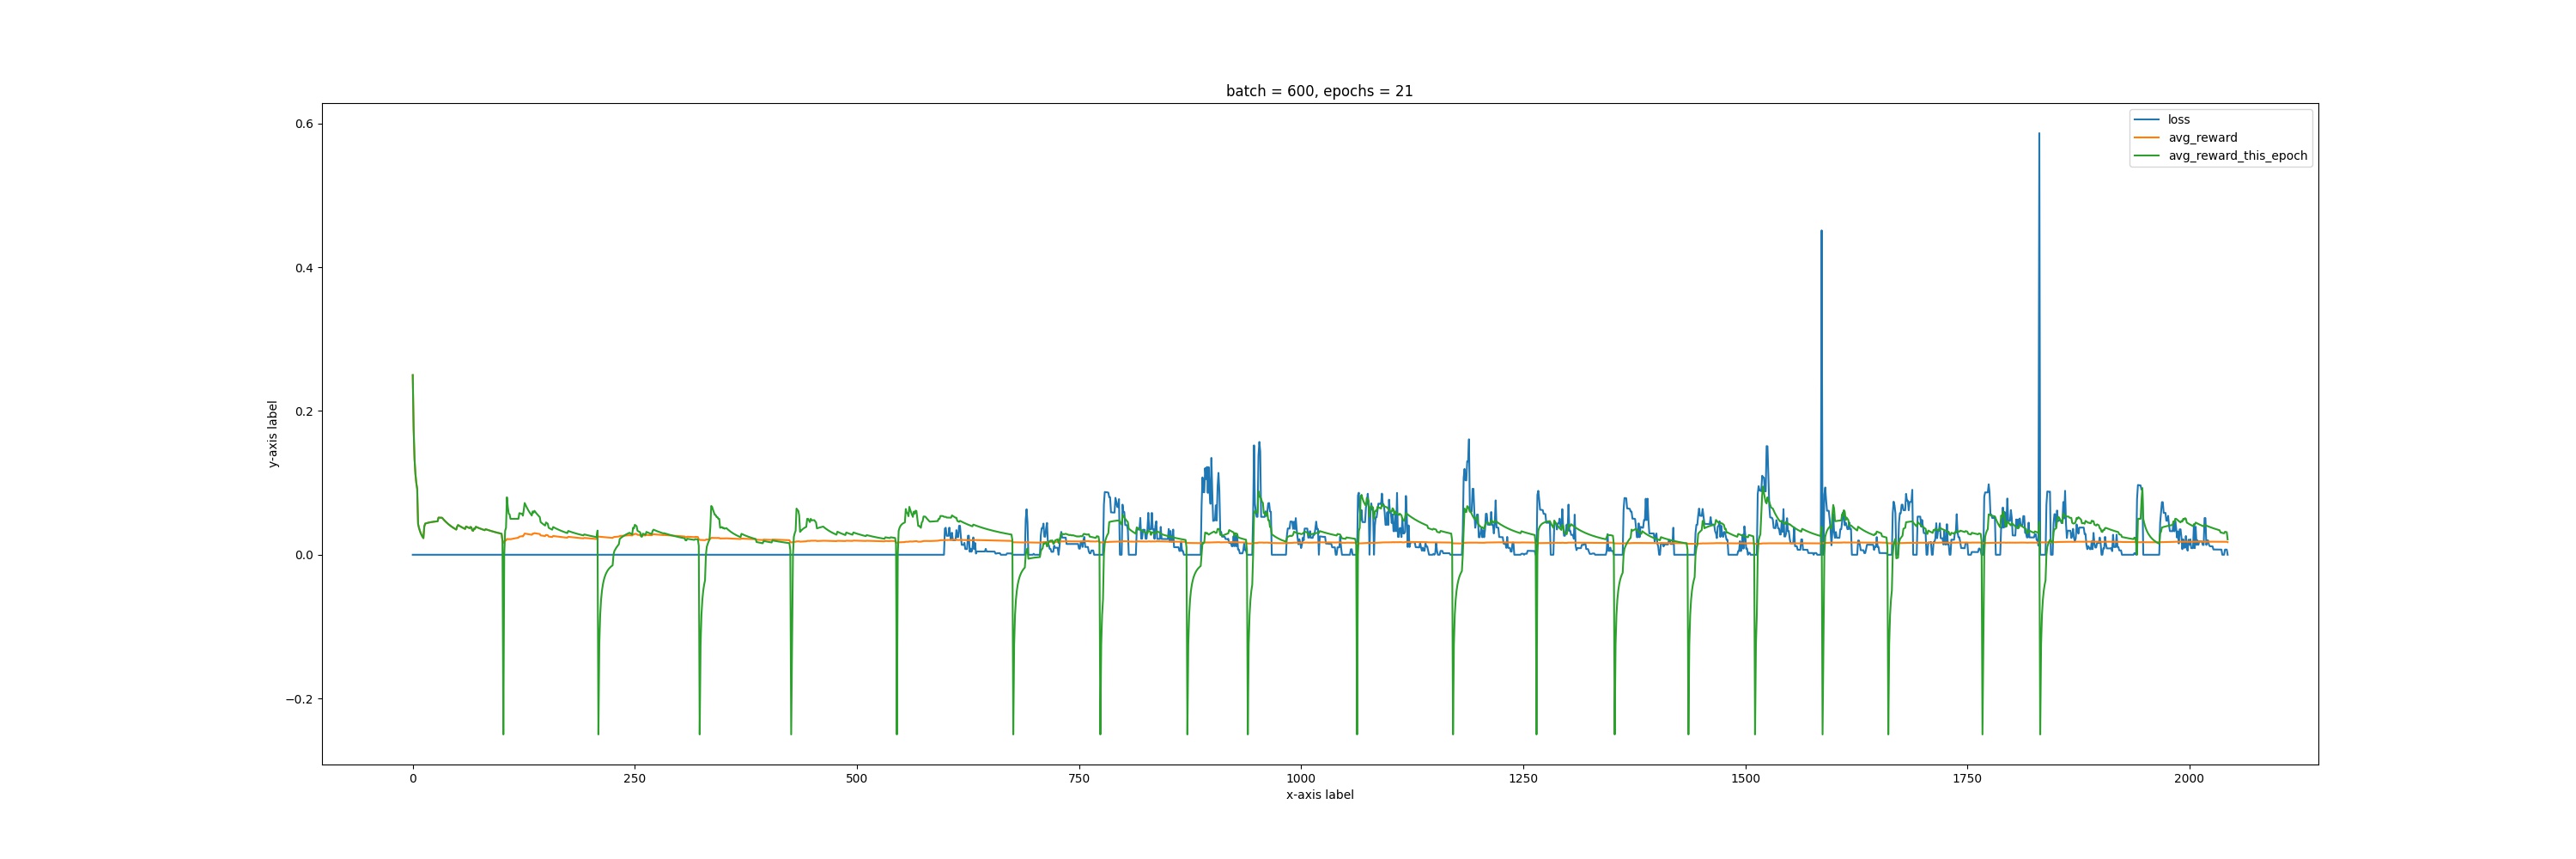 batch = 600, epochs = 21
loss
avg_reward
avg_reward_this_epoch
0.6
0.4
0.2
0.0
−0.2
y-axis label
0
250
500
750
1000
1250
1500
1750
2000
x-axis label